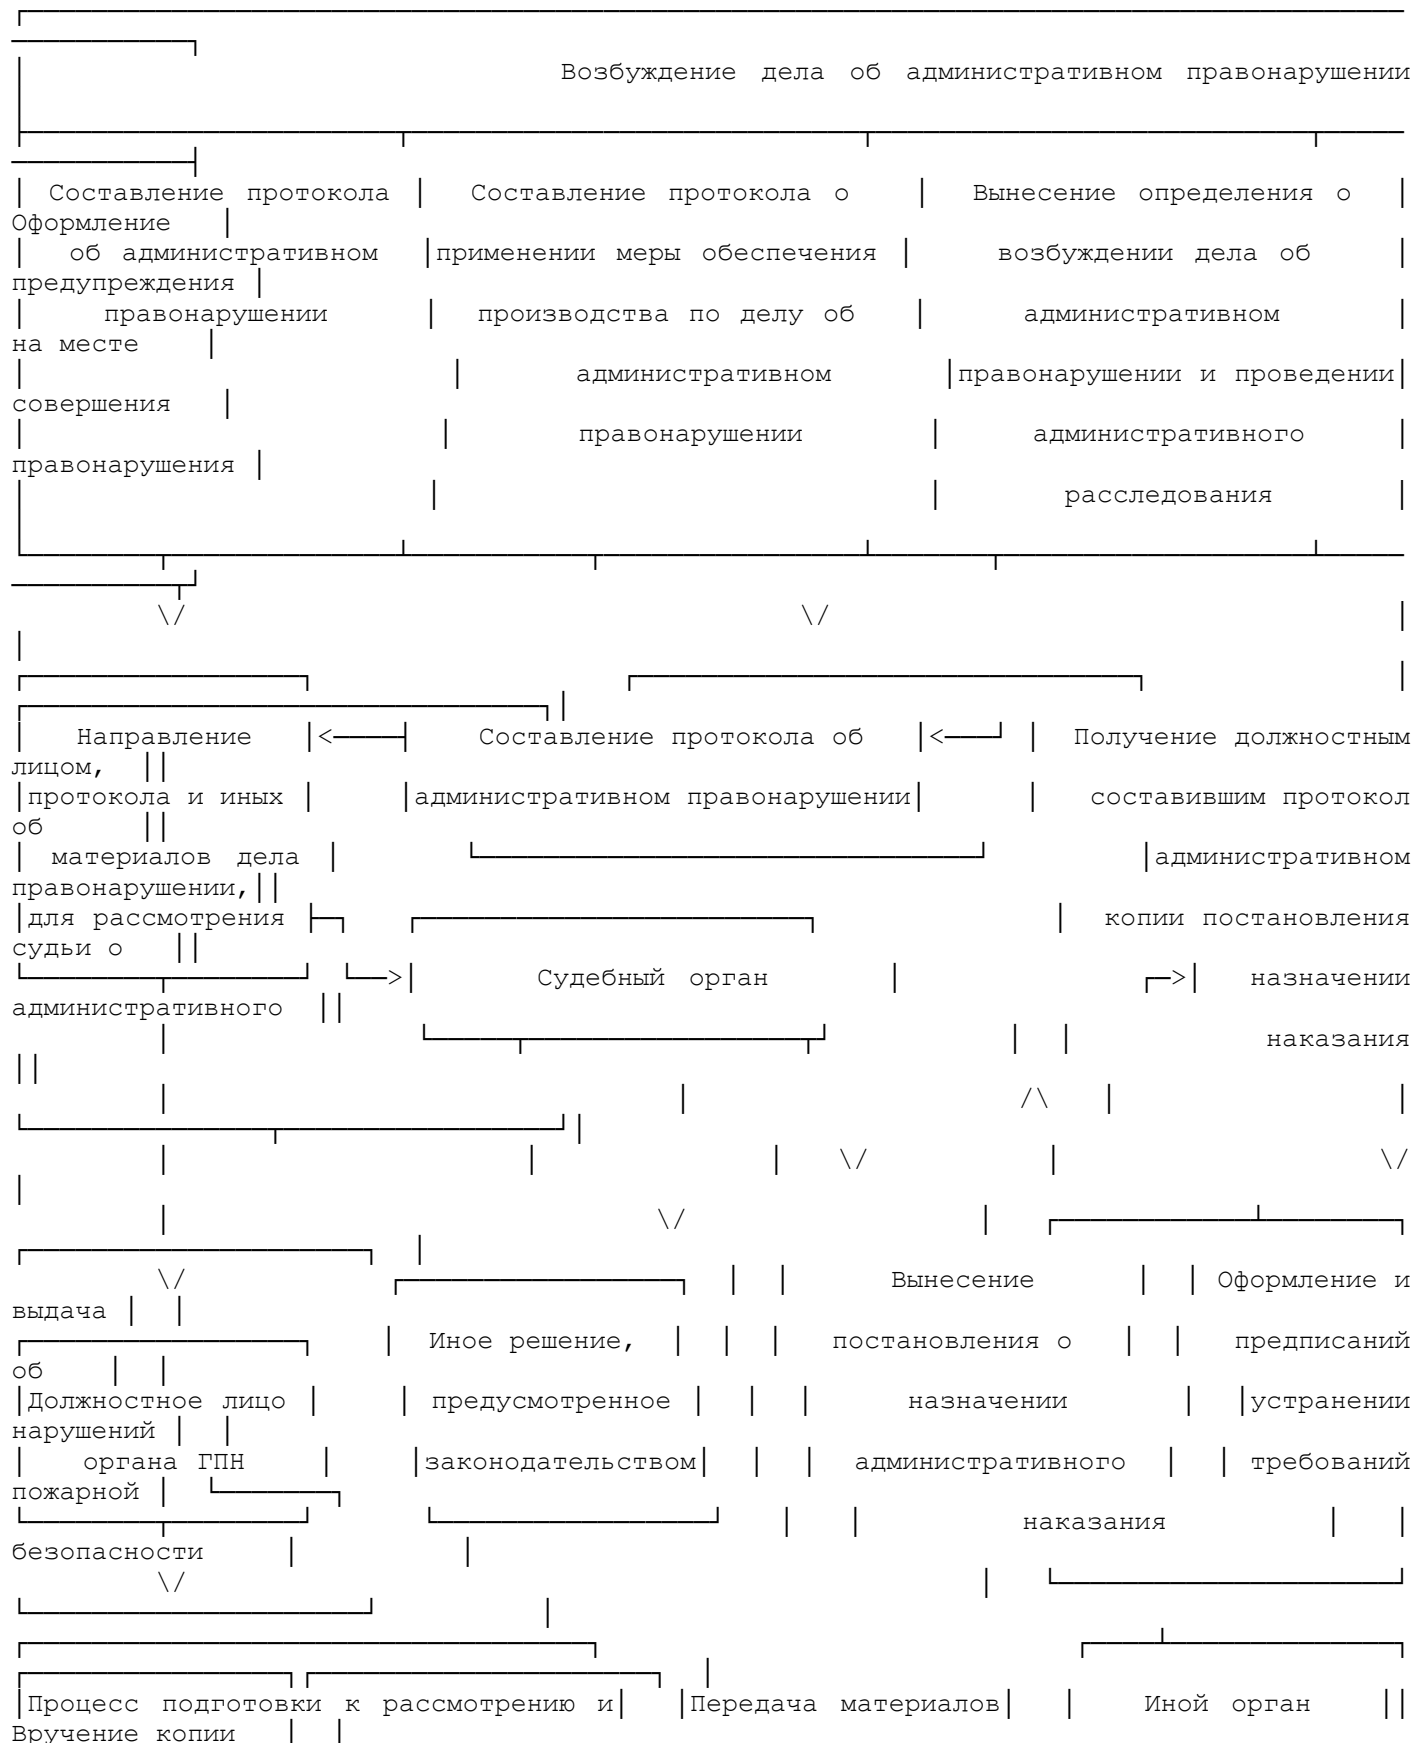 Возбуждение дела об административном правонарушении
Составление протокола Составление протокола о Вынесение определения о
Оформление
об административном применении меры обеспечения возбуждении дела об
предупреждения
правонарушении производства по делу об административном
на месте
административном правонарушении и проведении
совершения
правонарушении административного
правонарушения
расследования
\/ \/
Направление <── Составление протокола об <── Получение должностным
лицом,
протокола и иных административном правонарушении составившим протокол
об
материалов дела административном
правонарушении,
для рассмотрения копии постановления
судьи о
──> Судебный орган ──> назначении
административного
наказания
/\
\/ \/
\/
\/ Вынесение Оформление и
выдача
Иное решение, постановления о предписаний
об
Должностное лицо предусмотренное назначении устранении
нарушений
органа ГПН законодательством административного требований
пожарной
наказания
безопасности
\/
Процесс подготовки к рассмотрению и Передача материалов Иной орган
Вручение копии